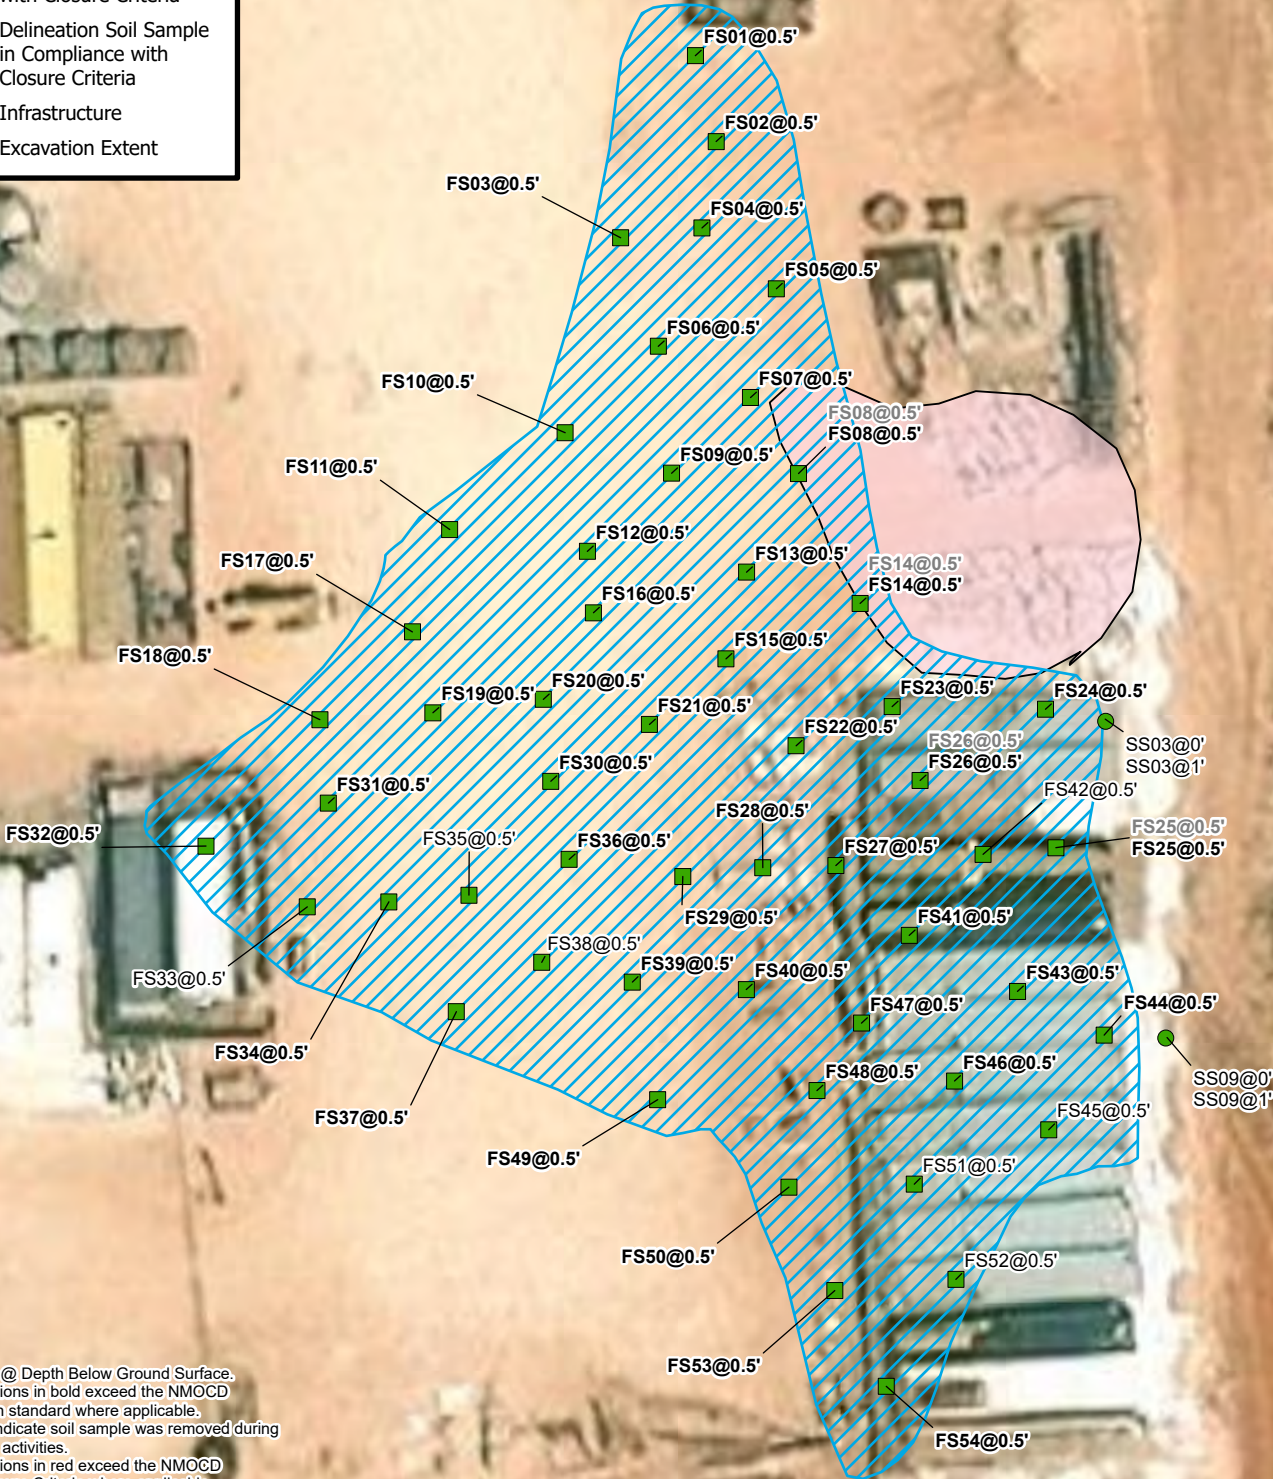 with Closure Criteria
Delineation Soil Sample
in Compliance with
Closure Criteria
Infrastructure
Excavation Extent
FS01@0.5'
FS02@0.5'
FS03@0.5'
FS04@0.5'
FS05@0.5'
FS06@0.5'
FS10@0.5'
FS07@0.5'
FS08@0.5'
FS08@0.5'
FS09@0.5'
FS11@0.5'
FS12@0.5'
FS13@0.5'
FS17@0.5'
FS14@0.5'
FS14@0.5'
FS16@0.5'
FS15@0.5'
FS18@0.5'
FS19@0.5'
FS20@0.5'
FS21@0.5'
FS23@0.5'
FS24@0.5'
FS22@0.5'
FS26@0.5'
FS26@0.5'
SS03@0'
SS03@1'
FS30@0.5'
FS31@0.5'
FS42@0.5'
FS28@0.5'
FS32@0.5'
FS35@0.5'
FS36@0.5'
FS27@0.5'
FS25@0.5'
FS25@0.5'
FS29@0.5'
FS41@0.5'
FS38@0.5'
FS33@0.5'
FS39@0.5'
FS40@0.5'
FS43@0.5'
FS44@0.5'
FS47@0.5'
FS34@0.5'
FS48@0.5'
FS46@0.5'
SS09@0'
SS09@1'
FS37@0.5'
FS45@0.5'
FS49@0.5'
FS51@0.5'
FS50@0.5'
FS52@0.5'
FS53@0.5'
FS54@0.5'
@ Depth Below Ground Surface.
ions in bold exceed the NMOCD
n standard where applicable.
ndicate soil sample was removed during
activities.
ions in red exceed the NMOCD